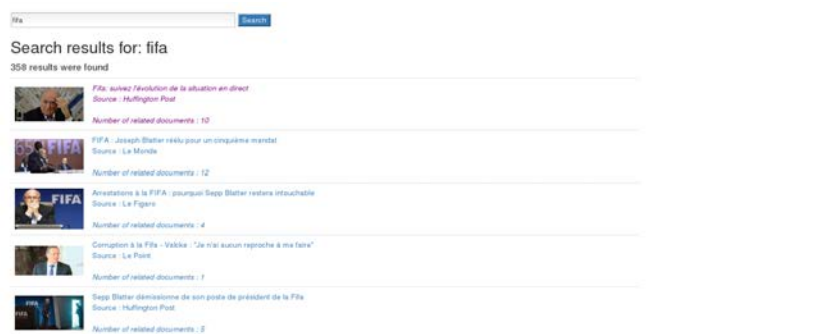 fifa
Search
Search results for: fifa
358 results were found
Fifa: suivez l'évolution de la situation en direct
Source : Huffington Post
Number of related documents : 10
FIFA : Joseph Blatter réélu pour un cinquième mandat
Source : Le Monde
Number of related documents : 12
Arrestations à la FIFA : pourquoi Sepp Blatter restera intouchable
Source : Le Figaro
Number of related documents : 4
Corruption à la Fifa - Valcke : "Je n'ai aucun reproche à me faire"
Source : Le Point
Number of related documents : 1
Sepp Blatter démissionne de son poste de président de la Fifa
Source : Huffington Post
Number of related documents : 5
65
FIFA
FIFA
FIFA
FIFA